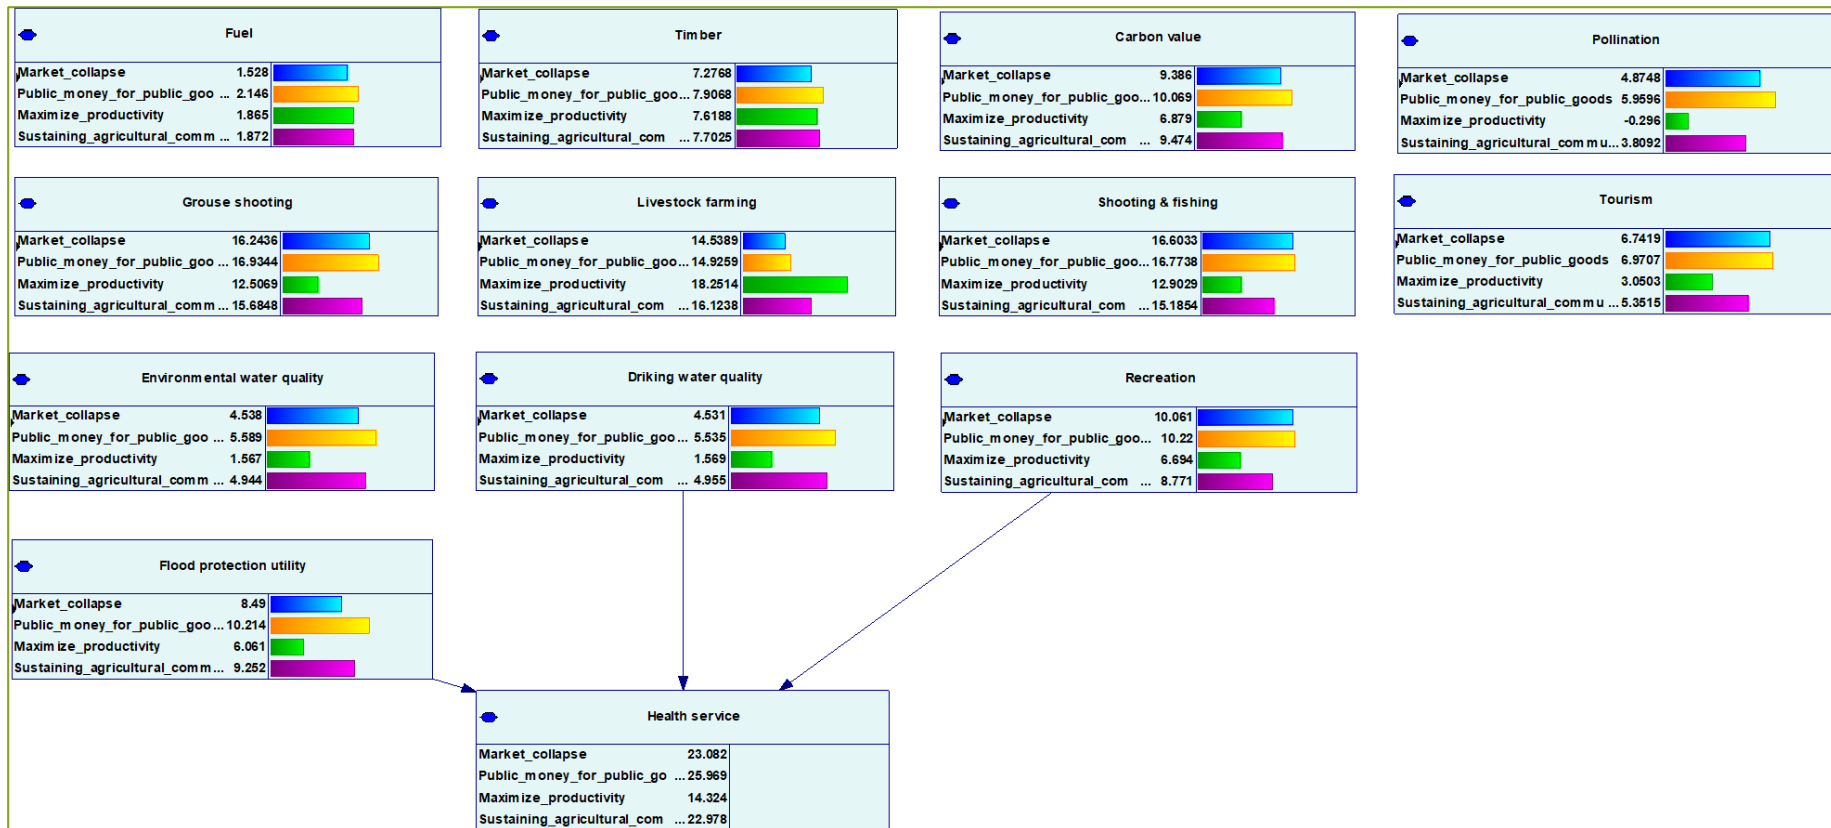 Fuel
Market_collapse 1.528
Public_money_for_public_goo ... 2.146
Maximize_productivity 1.865
Sustaining_agricultural_comm ... 1.872
Timber
Market_collapse 7.2768
Public_money_for_public_goo... 7.9068
Maximize_productivity 7.6188
Sustaining_agricultural_com ... 7.7025
Carbon value
Market_collapse 9.386
Public_money_for_public_goo... 10.069
Maximize_productivity 6.879
Sustaining_agricultural_com ... 9.474
Pollination
Market_collapse 4.8748
Public_money_for_public_goods 5.9596
Maximize_productivity -0.296
Sustaining_agricultural_commu... 3.8092
Grouse shooting
Market_collapse 16.2436
Public_money_for_public_goo... 16.9344
Maximize_productivity 12.5069
Sustaining_agricultural_comm ... 15.6848
Livestock farming
Market_collapse 14.5389
Public_money_for_public_goo... 14.9259
Maximize_productivity 18.2514
Sustaining_agricultural_com ... 16.1238
Shooting & fishing
Market_collapse 16.6033
Public_money_for_public_goo... 16.7738
Maximize_productivity 12.9029
Sustaining_agricultural_com ... 15.1854
Tourism
Market_collapse 6.7419
Public_money_for_public_goods 6.9707
Maximize_productivity 3.0503
Sustaining_agricultural_commu ... 5.3515
Environmental water quality
Market_collapse 4.538
Public_money_for_public_goo ... 5.589
Maximize_productivity 1.567
Sustaining_agricultural_comm ... 4.944
Driking water quality
Market_collapse 4.531
Public_money_for_public_goo ... 5.535
Maximize_productivity 1.569
Sustaining_agricultural_com ... 4.955
Recreation
Market_collapse 10.061
Public_money_for_public_goo... 10.22
Maximize_productivity 6.694
Sustaining_agricultural_com ... 8.771
Flood protection utility
Market_collapse 8.49
Public_money_for_public_goo... 10.214
Maximize_productivity 6.061
Sustaining_agricultural_comm... 9.252
Health service
Market_collapse 23.082
Public_money_for_public_go ... 25.969
Maximize_productivity 14.324
Sustaining_agricultural_com ... 22.978